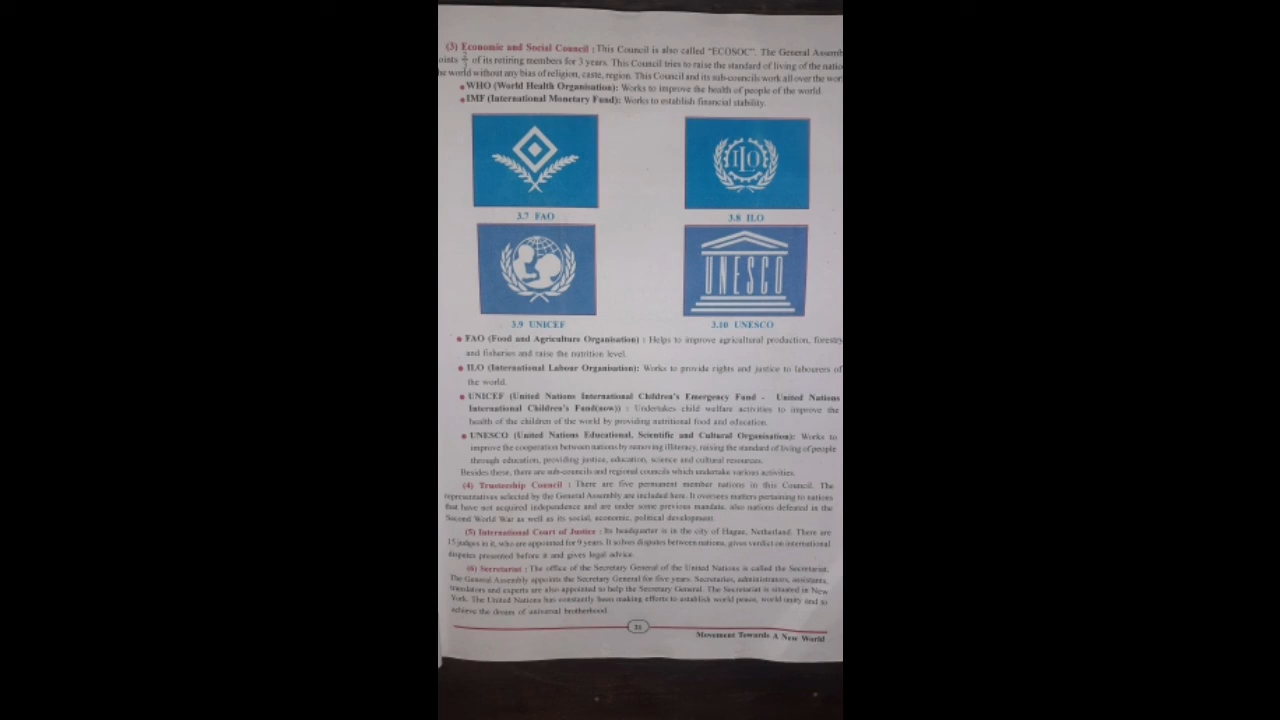 (3) Economic and Social Council : This Council is also called "ECOSOC". The General Assemb
oints 2/3 of its retiring members for 3 years. This Council tries to raise the standard of living of the natio
he world without any bias of religion, caste, region. This Council and its sub-councils work all over the wor
• WHO (World Health Organisation): Works to improve the health of people of the world
• IMF (International Monetary Fund): Works to establish financial stability.
ILO
3.7 FAO
3.8 ILO
UNESCO
3.9 UNICEF
3.10 UNESCO
• FAO (Food and Agriculture Organisation) : Helps to improve agricultural production, forestry
and fisheries and raise the nutrition level.
• ILO (International Labour Organisation): Works to provide rights and justice to labourers of
the world.
• UNICEF (United Nations International Children's Emergency Fund - United Nations
International Children's Fund(now)) : Undertakes child welfare activities to improve the
health of the children of the world by providing nutritional food and education.
• UNESCO (United Nations Educational, Scientific and Cultural Organisation): Works to
improve the cooperation between nations by removing illiteracy, raising the standard of living of people
through education, providing justice, education, science and cultural resources.
Besides these, there are sub-councils and regional councils which undertake various activities.
(4) Trusteeship Council : There are five permanent member nations in this Council. The
representatives selected by the General Assembly are included here. It oversees matters pertaining to nations
that have not acquired independence and are under some previous mandate, also nations defeated in the
Second World War as well as its social, economic, political development.
(5) International Court of Justice : Its headquarter is in the city of Hague, Netherland. There are
15 judges in it, who are appointed for 9 years. It solves disputes between nations, gives verdict on international
disputes presented before it and gives legal advice.
(6) Secretariat : The office of the Secretary General of the United Nations is called the Secretariat.
The General Assembly appoints the Secretary General for five years. Secretaries, administrators, assistants,
translators and experts are also appointed to help the Secretary General. The Secretariat is situated in New
York. The United Nations has constantly been making efforts to establish world peace, world unity and to
achieve the dream of universal brotherhood.
Movement Towards A New World